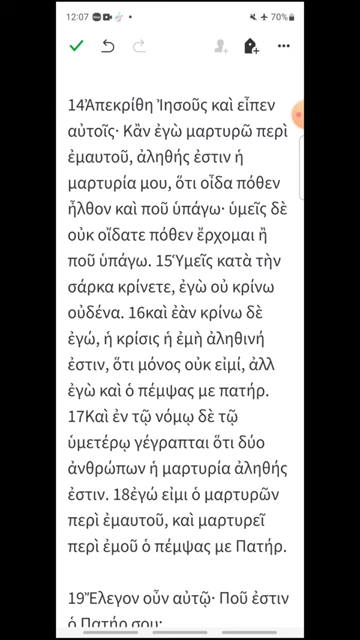 12:07
70%
14Ἀπεκρίθη Ἰησοῦς καὶ εἶπεν
αὐτοῖς· Κἂν ἐγὼ μαρτυρῶ περὶ
ἐμαυτοῦ, ἀληθής ἐστιν ἡ
μαρτυρία μου, ὅτι οἶδα πόθεν
ἦλθον καὶ ποῦ ὑπάγω· ὑμεῖς δὲ
οὐκ οἴδατε πόθεν ἔρχομαι ἢ
ποῦ ὑπάγω. 15Ὑμεῖς κατὰ τὴν
σάρκα κρίνετε, ἐγὼ οὐ κρίνω
οὐδένα. 16καὶ ἐὰν κρίνω δὲ
ἐγώ, ἡ κρίσις ἡ ἐμὴ ἀληθινή
ἐστιν, ὅτι μόνος οὐκ εἰμί, ἀλλ
ἐγὼ καὶ ὁ πέμψας με πατήρ.
17Καὶ ἐν τῷ νόμῳ δὲ τῷ
ὑμετέρῳ γέγραπται ὅτι δύο
ἀνθρώπων ἡ μαρτυρία ἀληθής
ἐστιν. 18ἐγώ εἰμι ὁ μαρτυρῶν
περὶ ἐμαυτοῦ, καὶ μαρτυρεῖ
περὶ ἐμοῦ ὁ πέμψας με Πατήρ.
19Ἔλεγον οὖν αὐτῷ· Ποῦ ἐστιν
ὁ Πατήρ σου;